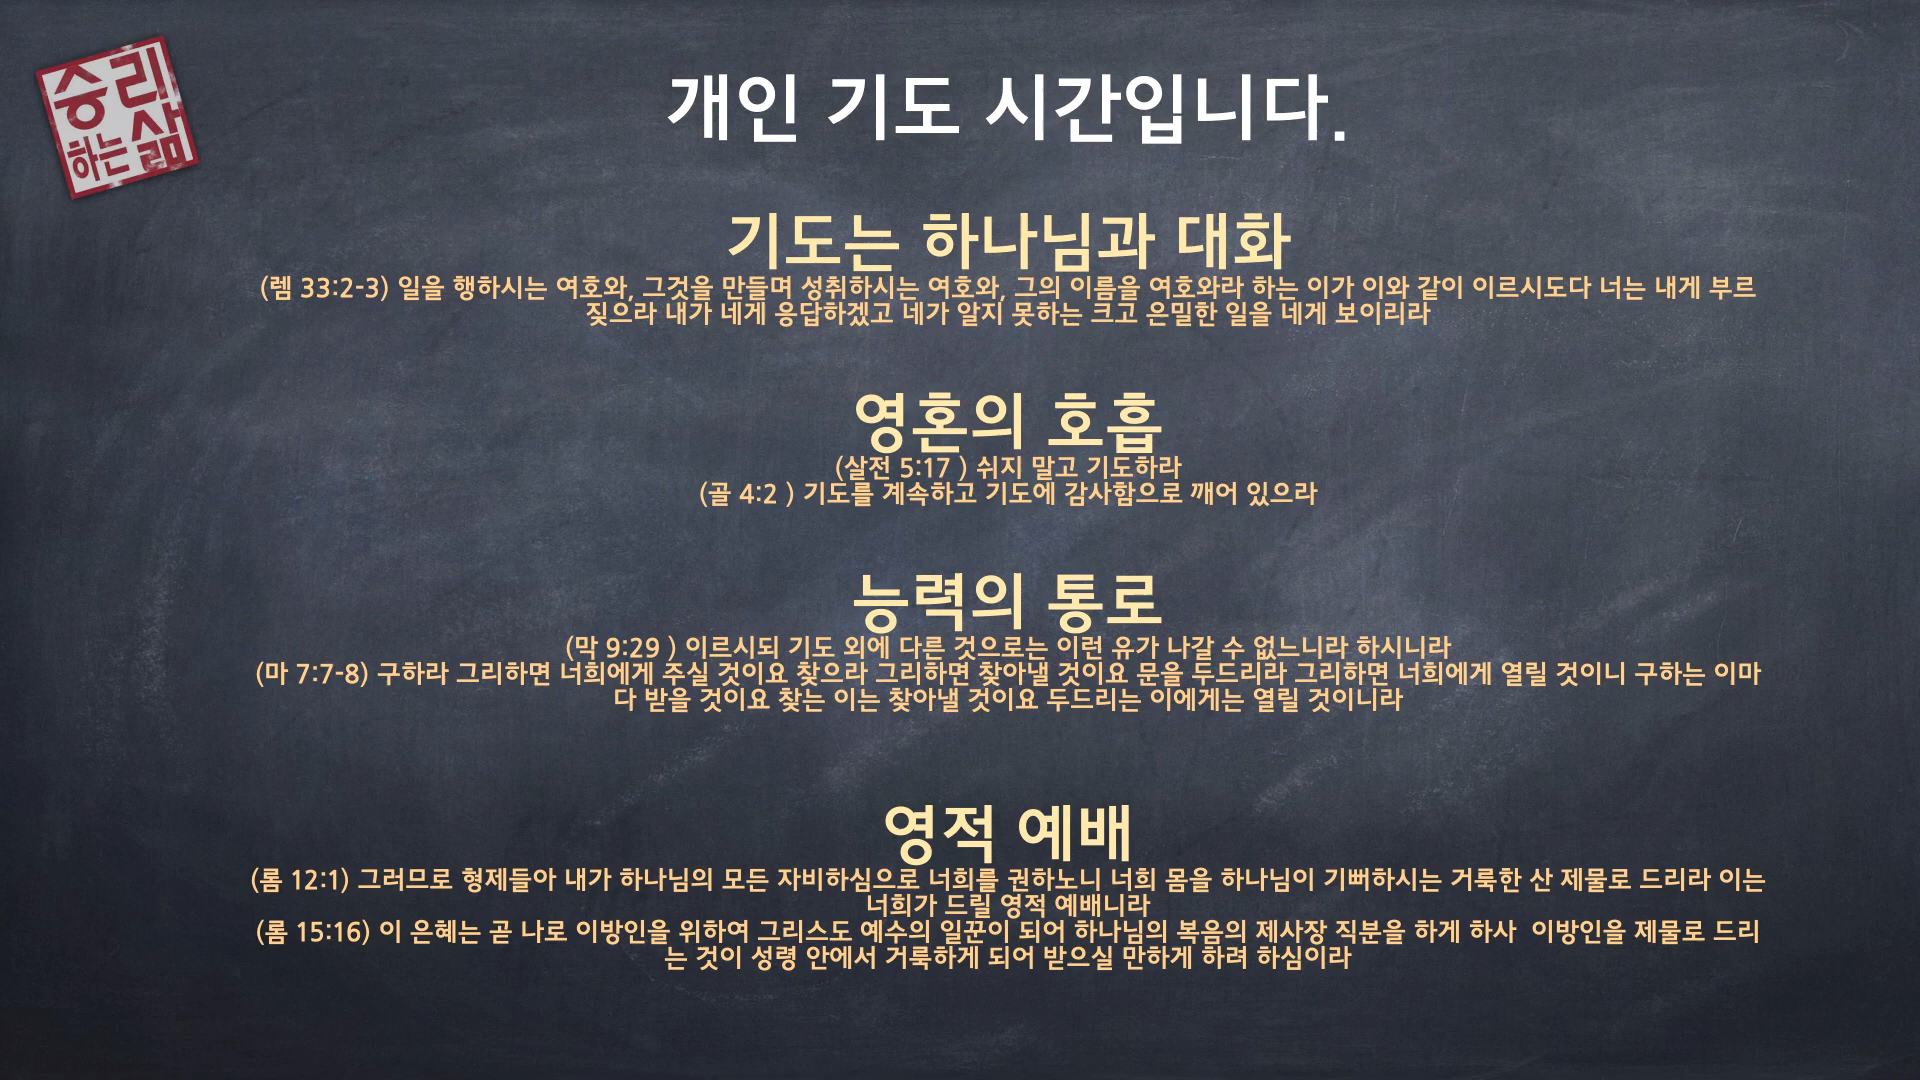 승리
하는 삶
개인 기도 시간입니다.
기도는 하나님과 대화
(렘 33:2-3) 일을 행하시는 여호와, 그것을 만들며 성취하시는 여호와, 그의 이름을 여호와라 하는 이가 이와 같이 이르시도다 너는 내게 부르
짖으라 내가 네게 응답하겠고 네가 알지 못하는 크고 은밀한 일을 네게 보이리라
영혼의 호흡
(살전 5:17 ) 쉬지 말고 기도하라
(골 4:2 ) 기도를 계속하고 기도에 감사함으로 깨어 있으라
능력의 통로
(막 9:29 ) 이르시되 기도 외에 다른 것으로는 이런 유가 나갈 수 없느니라 하시니라
(마 7:7-8) 구하라 그리하면 너희에게 주실 것이요 찾으라 그리하면 찾아낼 것이요 문을 두드리라 그리하면 너희에게 열릴 것이니 구하는 이마
다 받을 것이요 찾는 이는 찾아낼 것이요 두드리는 이에게는 열릴 것이니라
영적 예배
(롬 12:1) 그러므로 형제들아 내가 하나님의 모든 자비하심으로 너희를 권하노니 너희 몸을 하나님이 기뻐하시는 거룩한 산 제물로 드리라 이는
너희가 드릴 영적 예배니라
(롬 15:16) 이 은혜는 곧 나로 이방인을 위하여 그리스도 예수의 일꾼이 되어 하나님의 복음의 제사장 직분을 하게 하사  이방인을 제물로 드리
는 것이 성령 안에서 거룩하게 되어 받으실 만하게 하려 하심이라